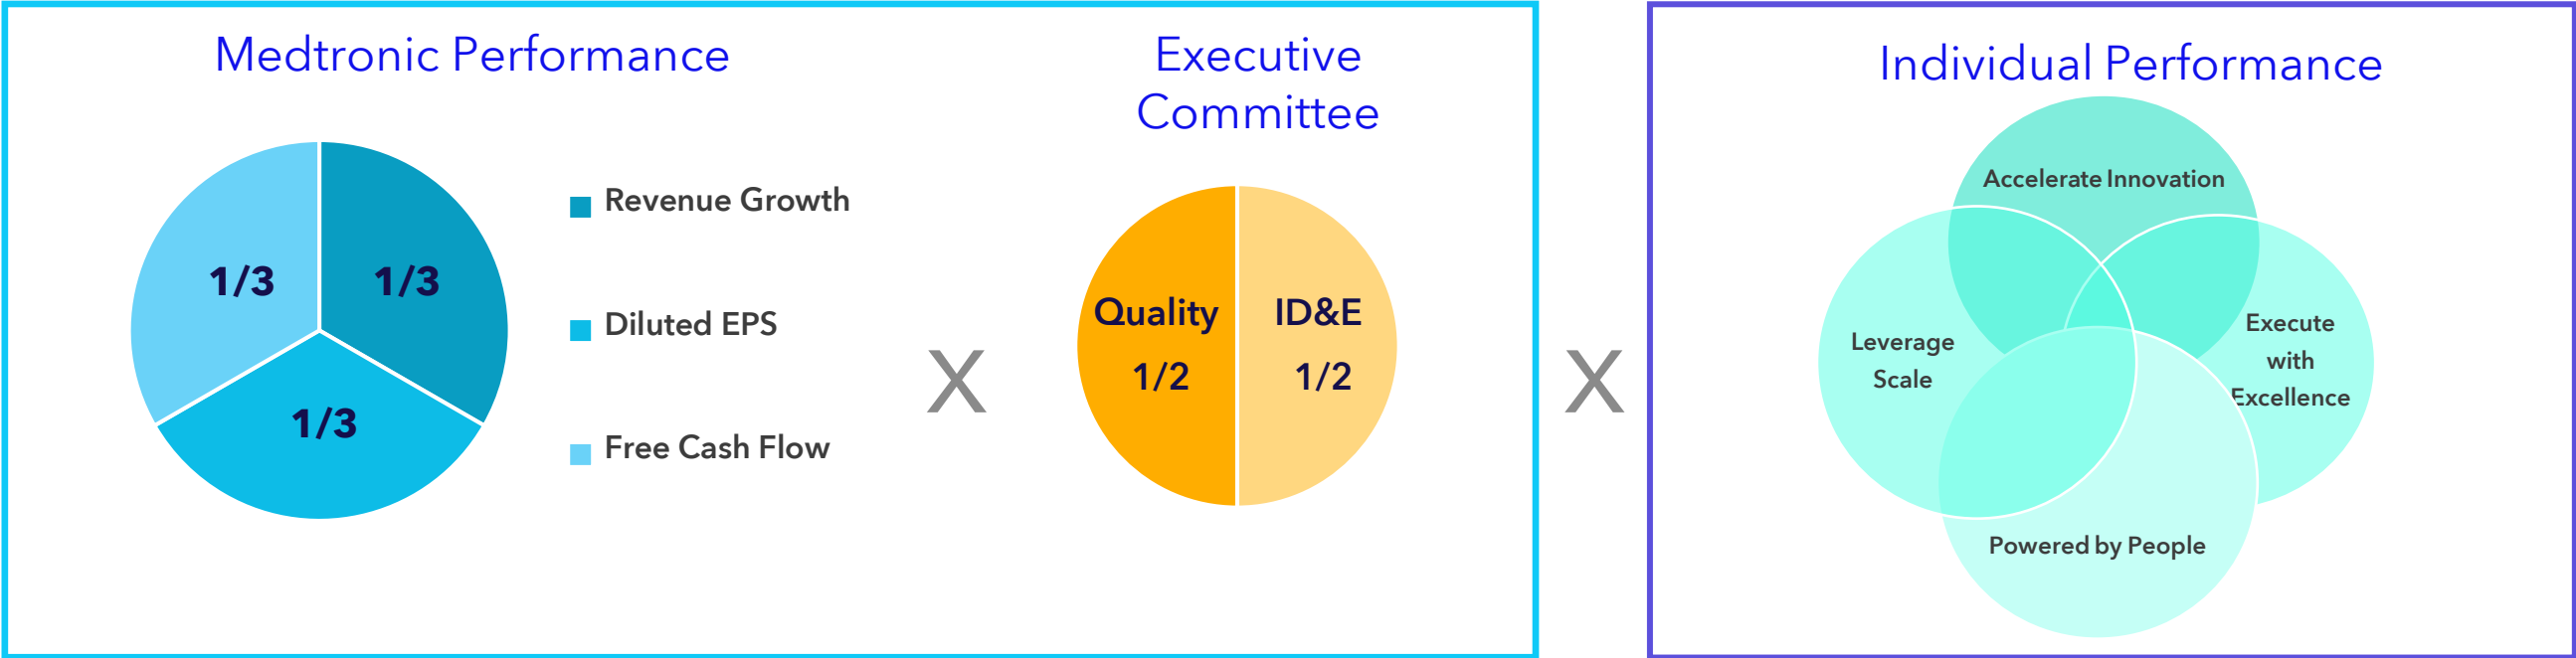 Medtronic Performance
1/3
1/3
1/3
Revenue Growth
Diluted EPS
Free Cash Flow
X
Executive
Committee
Quality
1/2
ID&E
1/2
X
Individual Performance
Accelerate Innovation
Leverage
Scale
Execute
with
Excellence
Powered by People